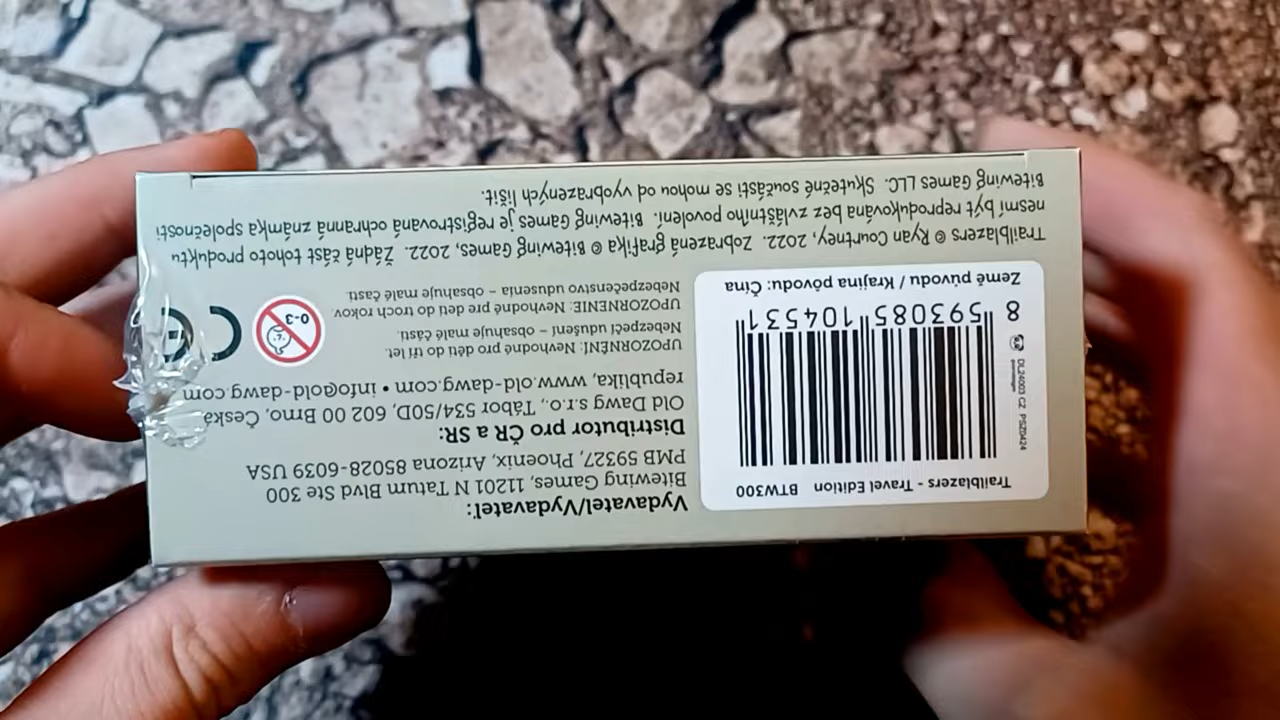 Trailblazers - Travel Edition BTW300
DL24003 CZ PSZ0424
8 593085 104531
Země původu / Krajina pôvodu: Čína
Vydavatel/Vydavateľ:
Bitewing Games, 11201 N Tatum Blvd Ste 300
PMB 59327, Phoenix, Arizona 85028-6039 USA
Distributor pro ČR a SR:
Old Dawg s.r.o., Tábor 534/50D, 602 00 Brno, Česká
republika, www.old-dawg.com • info@old-dawg.com
UPOZORNĚNÍ: Nevhodné pro děti do tří let.
Nebezpečí udušení – obsahuje malé části.
UPOZORNENIE: Nevhodné pre deti do troch rokov.
Nebezpečenstvo udusenia – obsahuje malé časti.
0-3
CE
Trailblazers © Ryan Courtney, 2022. Zobrazená grafika © Bitewing Games, 2022. Žádná část tohoto produktu
nesmí být reprodukována bez zvláštního povolení. Bitewing Games je registrovaná ochranná známka společnosti
Bitewing Games LLC. Skutečné součásti se mohou od vyobrazených lišit.